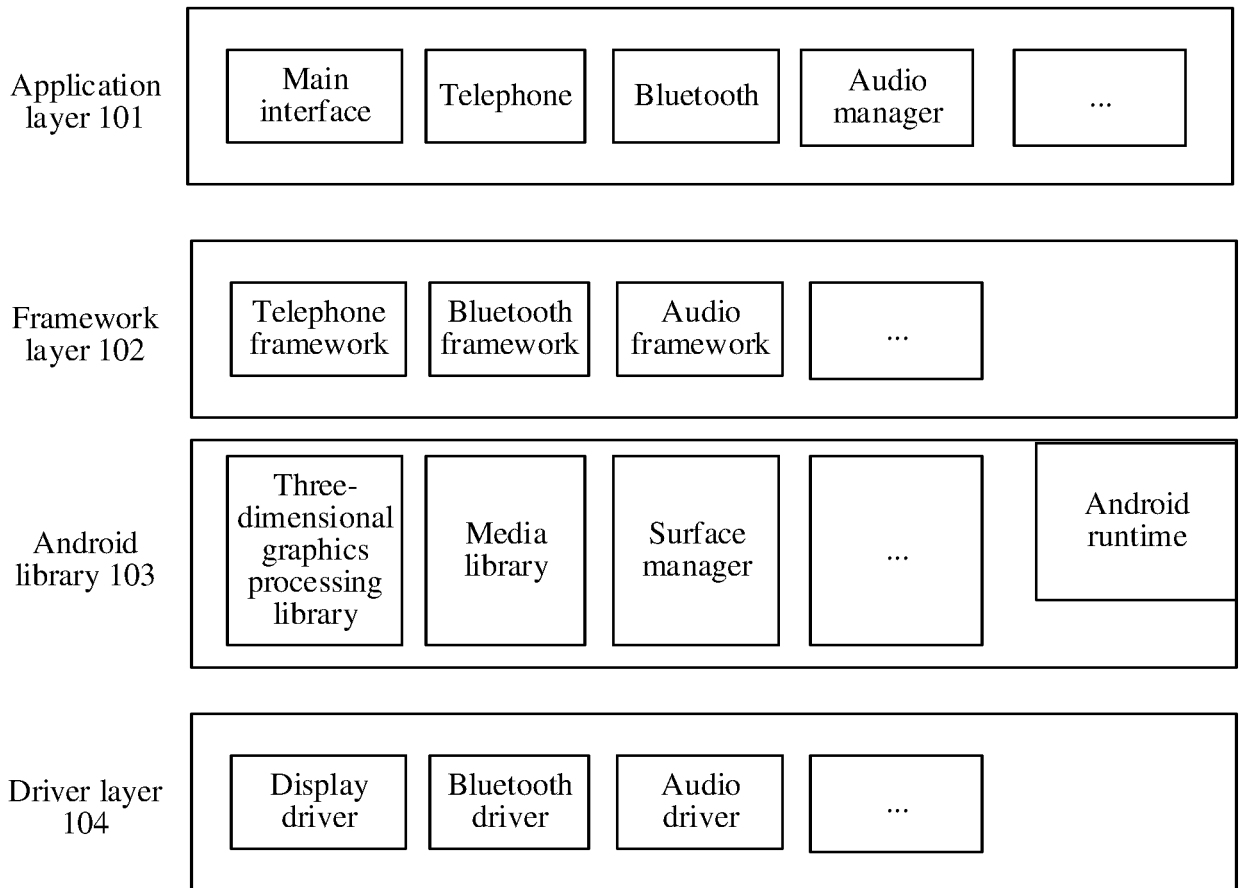 Application
layer 101
Main
interface
Telephone
Bluetooth
Audio
manager
...
Framework
layer 102
Telephone
framework
Bluetooth
framework
Audio
framework
...
Android
library 103
Three-
dimensional
graphics
processing
library
Media
library
Surface
manager
...
Android
runtime
Driver layer
104
Display
driver
Bluetooth
driver
Audio
driver
...